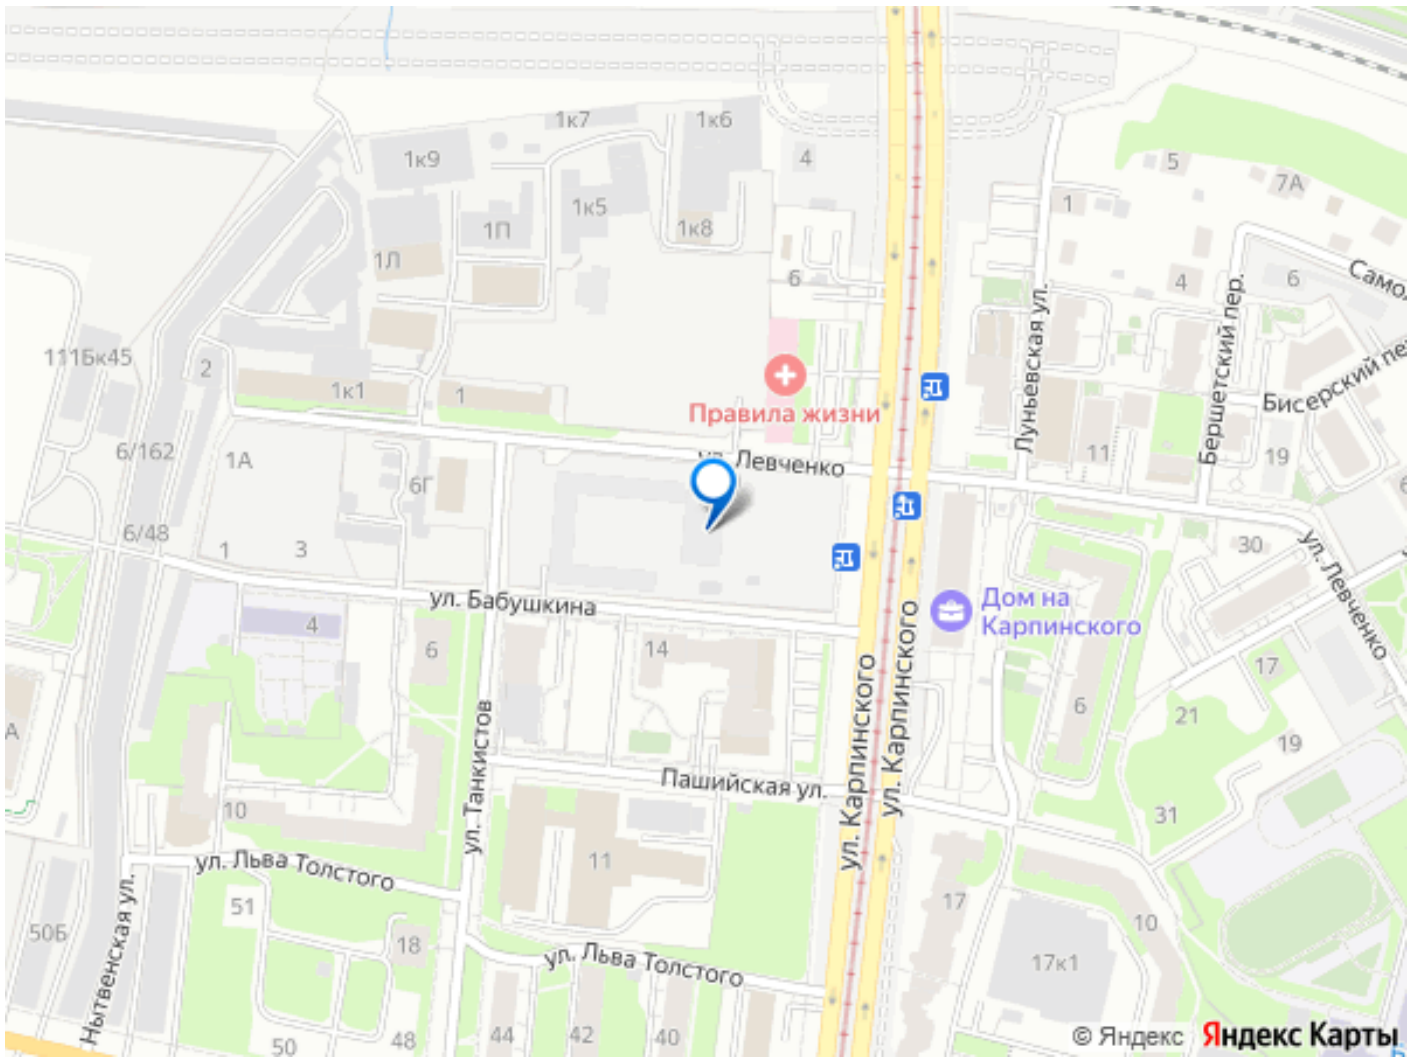 1к7
1к6
1к9
4
5
7А
1к5
1
1П
1к8
1Л
6
4
6
Само
Бершетский пер.
Луньевская ул.
111Бк45
2
1к1
1
Правила жизни
Бисерский пе
6/162
1А
ул. Левченко
11
19
6Г
6/48
1
3
30
ул. Левченко
ул. Бабушкина
Дом на
Карпинского
4
6
14
17
6
21
19
А
ул. Танкистов
Пашийская ул.
ул. Карпинского
ул. Карпинского
10
31
ул. Льва Толстого
11
51
17
10
50Б
18
Нытвенская ул.
ул. Льва Толстого
17к1
50
48
44
42
40
© Яндекс Яндекс Карты